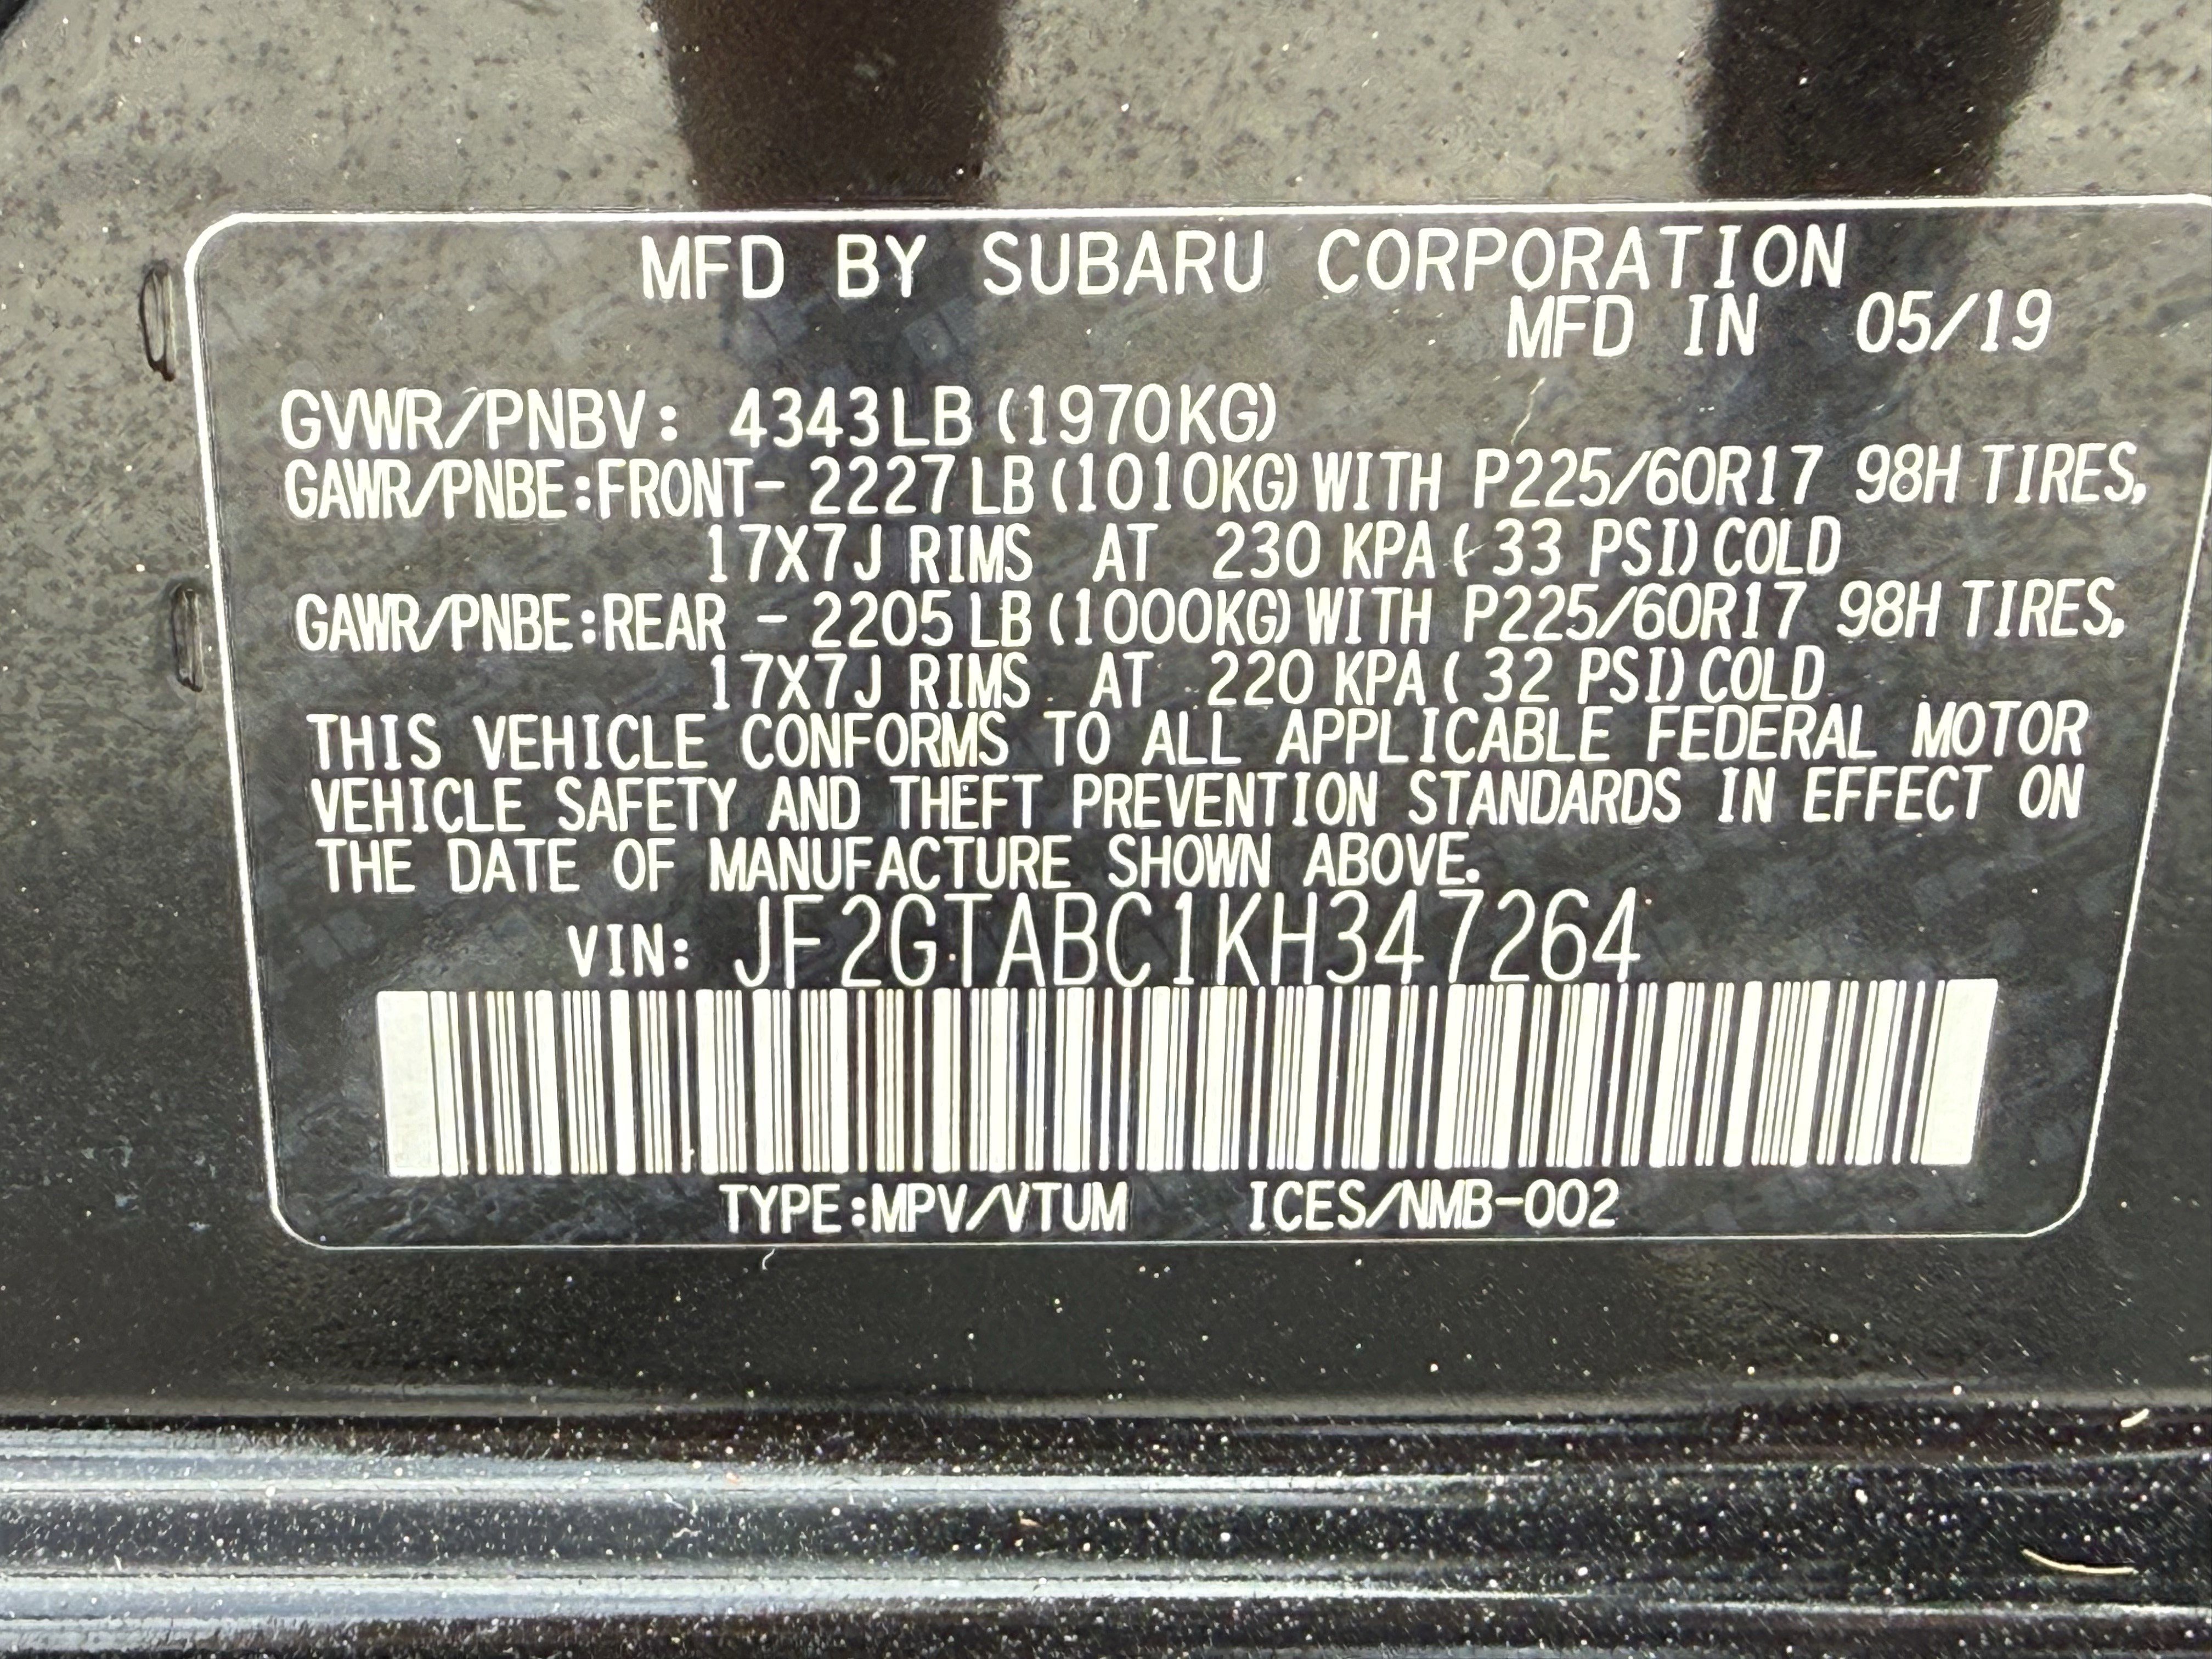 MFD BY SUBARU CORPORATION
MFD IN 05/19
GVWR/PNBV: 4343LB (1970KG)
GAWR/PNBE:FRONT- 2227LB (1010KG) WITH P225/60R17 98H TIRES,
17X7J RIMS AT 230 KPA ( 33 PSI) COLD
GAWR/PNBE:REAR - 2205LB (1000KG) WITH P225/60R17 98H TIRES,
17X7J RIMS AT 220 KPA ( 32 PSI) COLD
THIS VEHICLE CONFORMS TO ALL APPLICABLE FEDERAL MOTOR
VEHICLE SAFETY AND THEFT PREVENTION STANDARDS IN EFFECT ON
THE DATE OF MANUFACTURE SHOWN ABOVE.
VIN: JF2GTABC1KH347264
TYPE:MPV/VTUM ICES/NMB-002